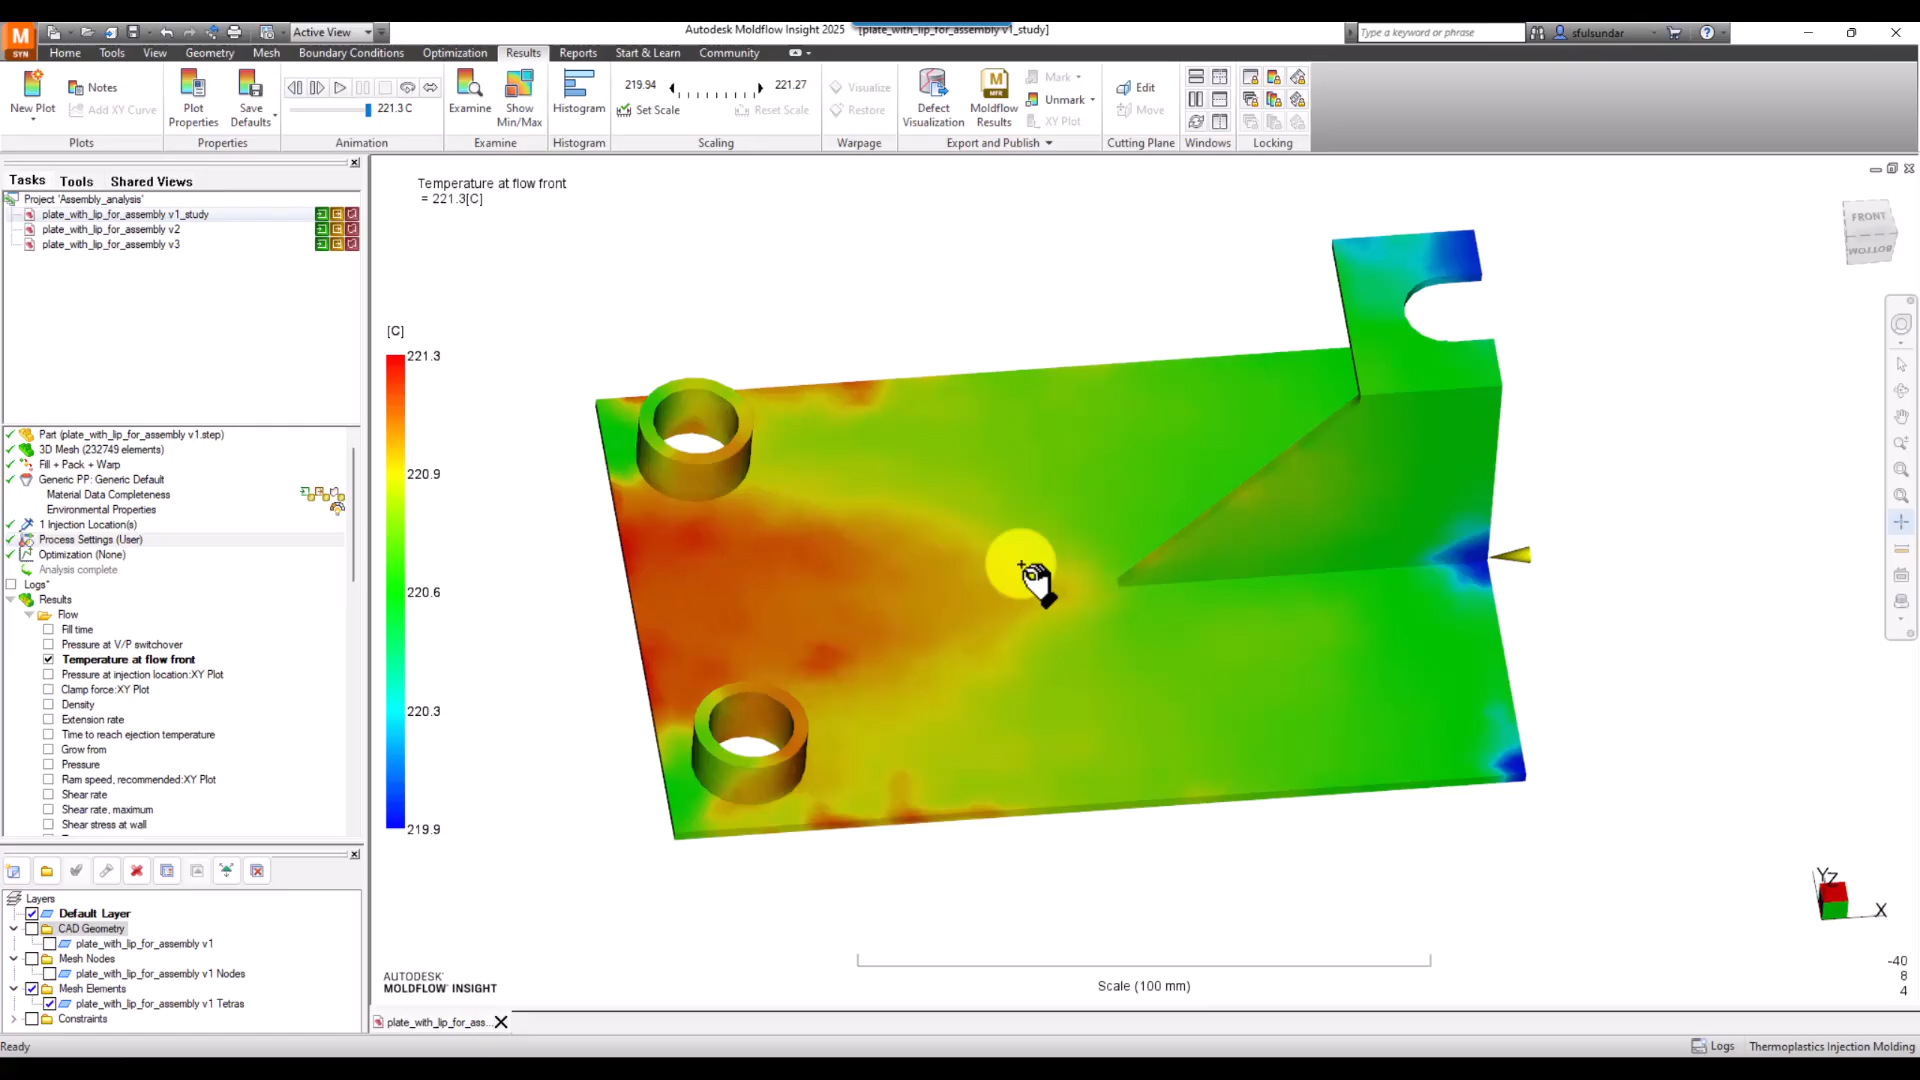 Active View
Autodesk Moldflow Insight 2025 [plate_with_lip_for_assembly v1_study]
Type a keyword or phrase
sfulsundar
M
SYN
Home Tools View Geometry Mesh Boundary Conditions Optimization Results Reports Start & Learn Community
New Plot
Notes
Add XY Curve
Plots
Plot Properties
Save Defaults
Properties
221.3 C
Animation
Examine
Show Min/Max
Examine
Histogram
Histogram
219.94 221.27
Set Scale Reset Scale
Scaling
Visualize
Restore
Warpage
Defect Visualization
Moldflow Results
Mark
Unmark
XY Plot
Export and Publish
Edit
Move
Cutting Plane
Windows
Locking
Tasks Tools Shared Views
Project 'Assembly_analysis'
plate_with_lip_for_assembly v1_study
plate_with_lip_for_assembly v2
plate_with_lip_for_assembly v3
Part (plate_with_lip_for_assembly v1.step)
3D Mesh (232749 elements)
Fill + Pack + Warp
Generic PP: Generic Default
Material Data Completeness
Environmental Properties
1 Injection Location(s)
Process Settings (User)
Optimization (None)
Analysis complete
Logs*
Results
Flow
Fill time
Pressure at V/P switchover
Temperature at flow front
Pressure at injection location:XY Plot
Clamp force:XY Plot
Density
Extension rate
Time to reach ejection temperature
Grow from
Pressure
Ram speed, recommended:XY Plot
Shear rate
Shear rate, maximum
Shear stress at wall
Layers
Default Layer
CAD Geometry
plate_with_lip_for_assembly v1
Mesh Nodes
plate_with_lip_for_assembly v1 Nodes
Mesh Elements
plate_with_lip_for_assembly v1 Tetras
Constraints
Temperature at flow front
= 221.3[C]
[C]
221.3
220.9
220.6
220.3
219.9
FRONT
BOTTOM
Y Z
X
-40
8
4
AUTODESK
MOLDFLOW INSIGHT
Scale (100 mm)
plate_with_lip_for_ass...
Ready
Logs
Thermoplastics Injection Molding